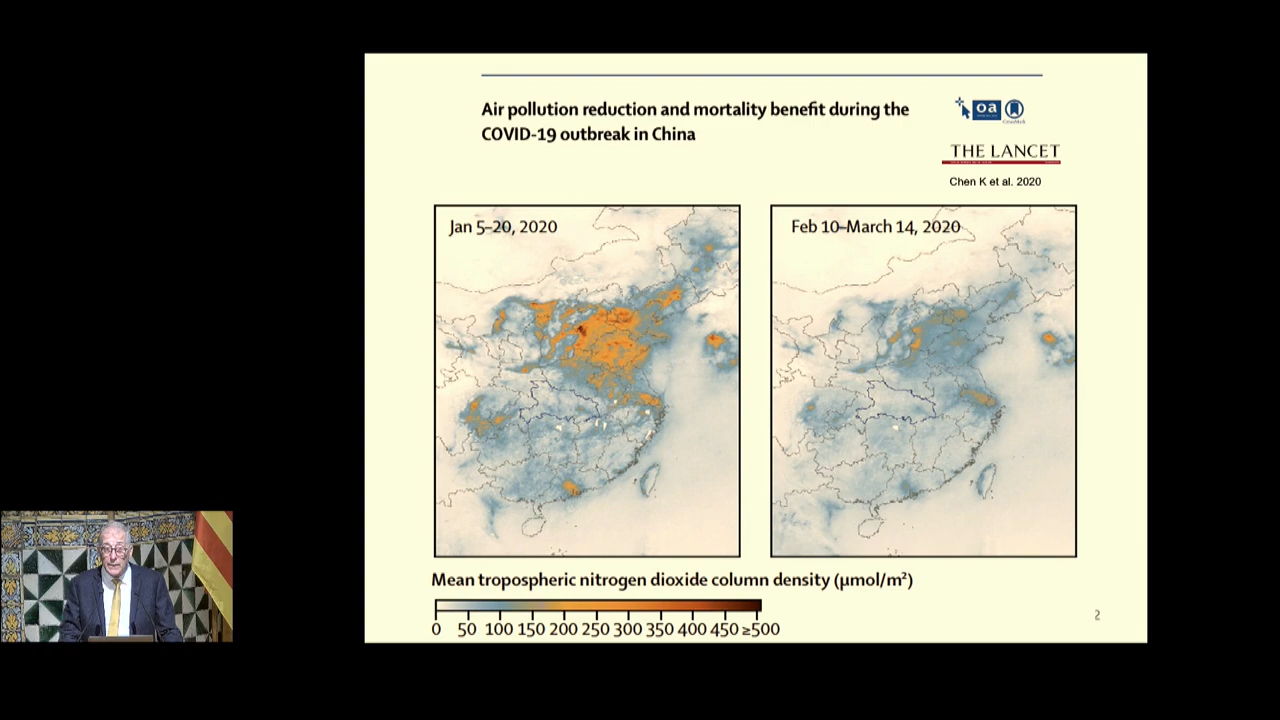 Air pollution reduction and mortality benefit during the
COVID-19 outbreak in China
oa
THE LANCET
Chen K et al. 2020
Jan 5–20, 2020
Feb 10–March 14, 2020
Mean tropospheric nitrogen dioxide column density (µmol/m²)
0 50 100 150 200 250 300 350 400 450 ≥500
2